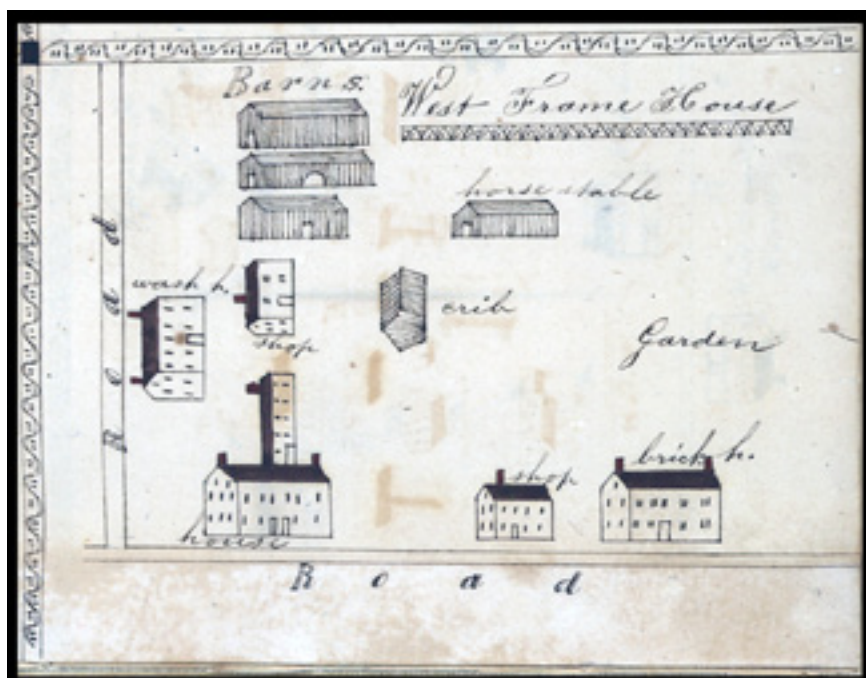 Barns.
West Frame House
horse stable
wash h.
shop
crib
Garden
Road
shop
brick h.
house
Road